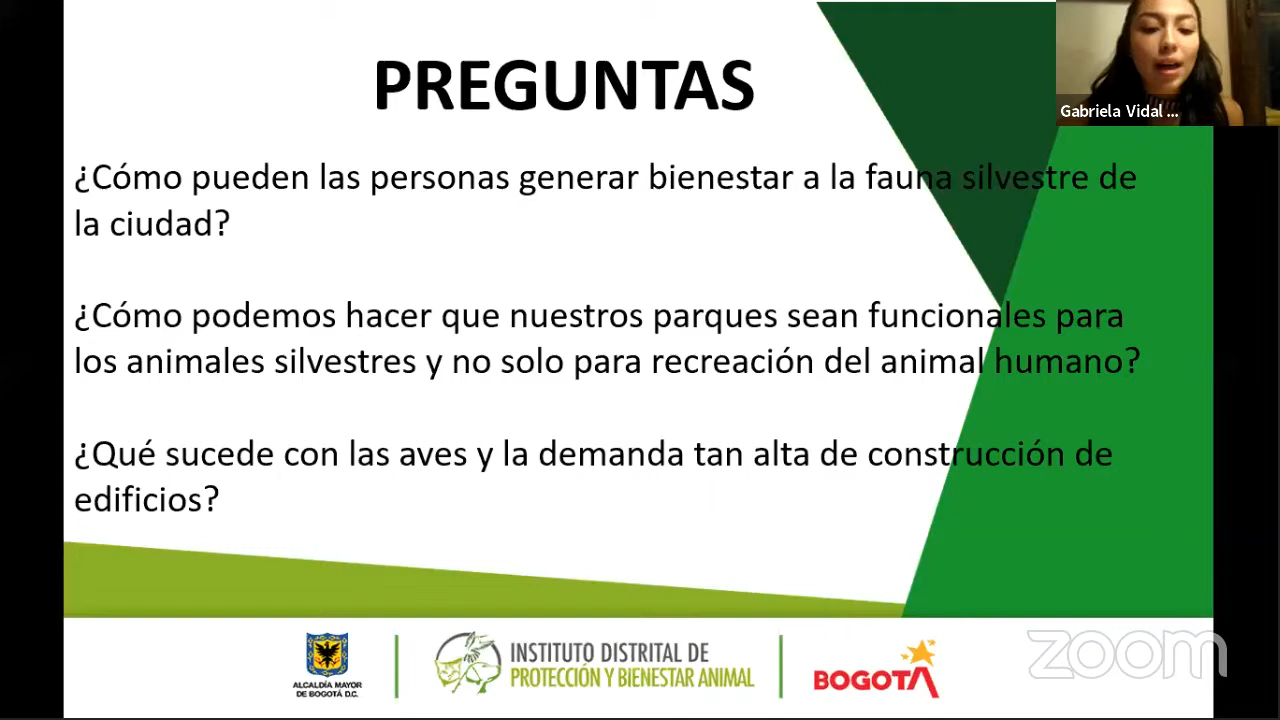 PREGUNTAS
Gabriela Vidal ...
¿Cómo pueden las personas generar bienestar a la fauna silvestre de
la ciudad?
¿Cómo podemos hacer que nuestros parques sean funcionales para
los animales silvestres y no solo para recreación del animal humano?
¿Qué sucede con las aves y la demanda tan alta de construcción de
edificios?
ALCALDÍA MAYOR
DE BOGOTÁ D.C.
INSTITUTO DISTRITAL DE
PROTECCIÓN Y BIENESTAR ANIMAL
BOGOTÁ
zoom